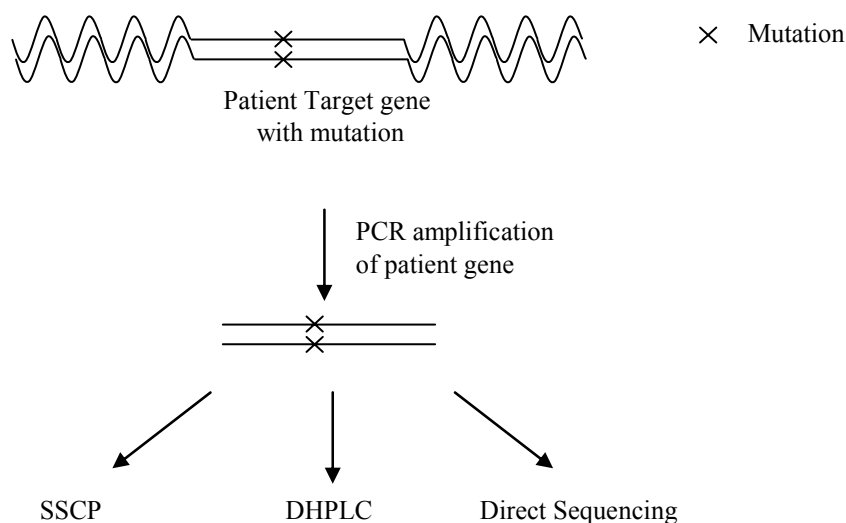 Mutation
Patient Target gene
with mutation
PCR amplification
of patient gene
SSCP
DHPLC
Direct Sequencing